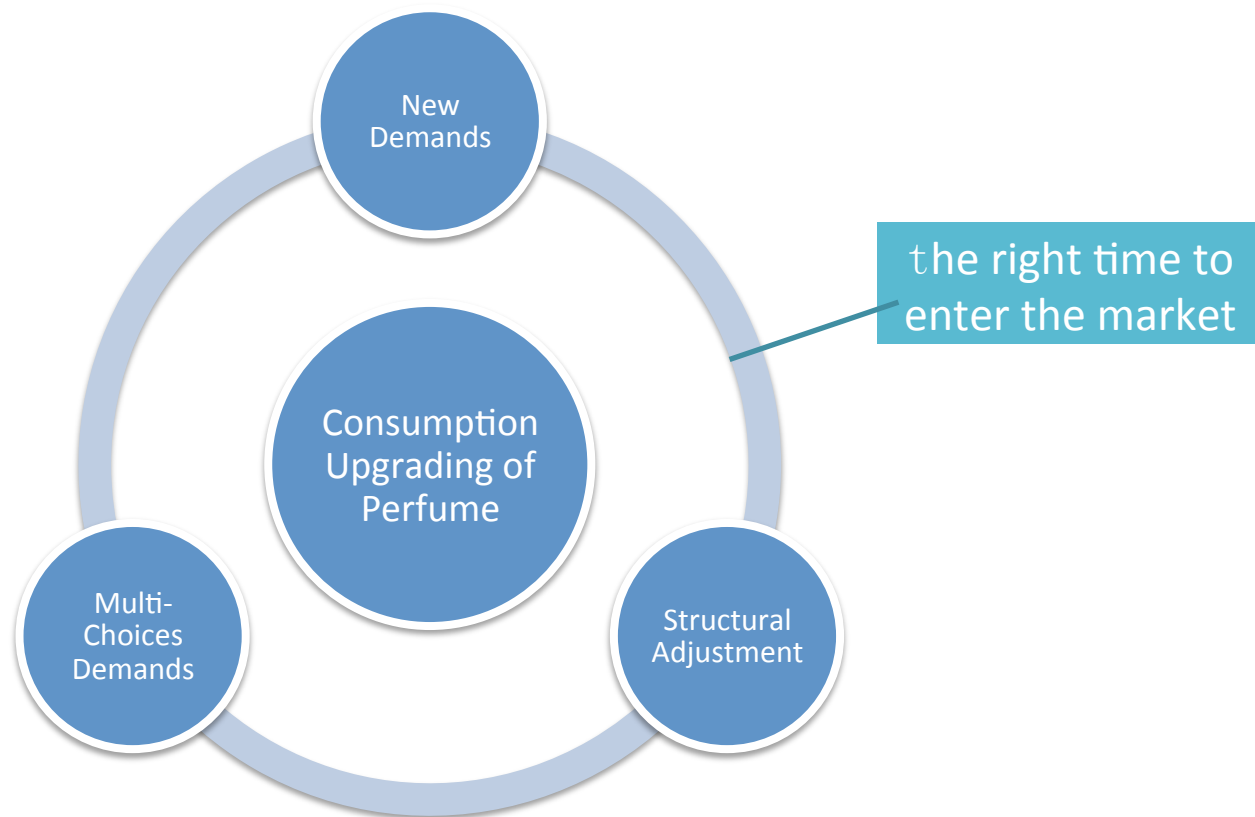 New
Demands
the right time to
enter the market
Consumption
Upgrading of
Perfume
Multi-
Choices
Demands
Structural
Adjustment